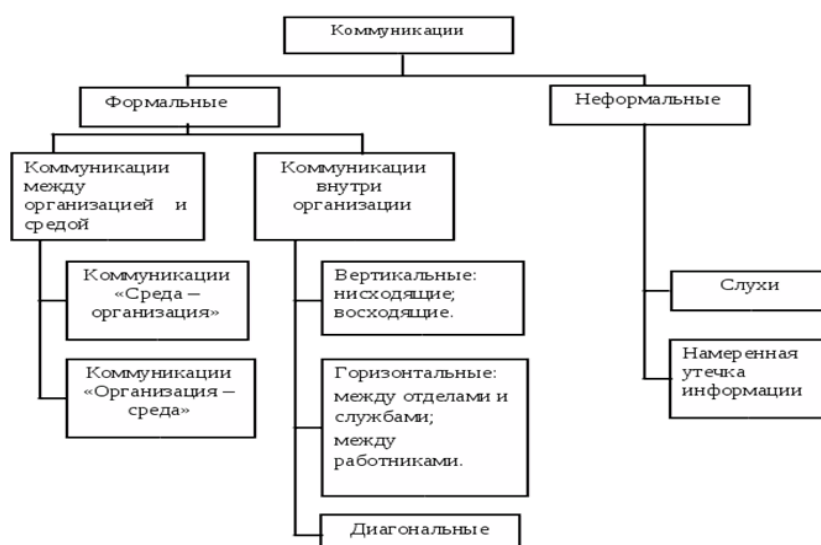 Коммуникации
Формальные
Неформальные
Коммуникации
между
организацией и
средой
Коммуникации
внутри
организации
Коммуникации
«Среда –
организация»
Коммуникации
«Организация –
среда»
Вертикальные:
нисходящие;
восходящие.
Горизонтальные:
между отделами и
службами;
между
работниками.
Диагональные
Слухи
Намеренная
утечка
информации